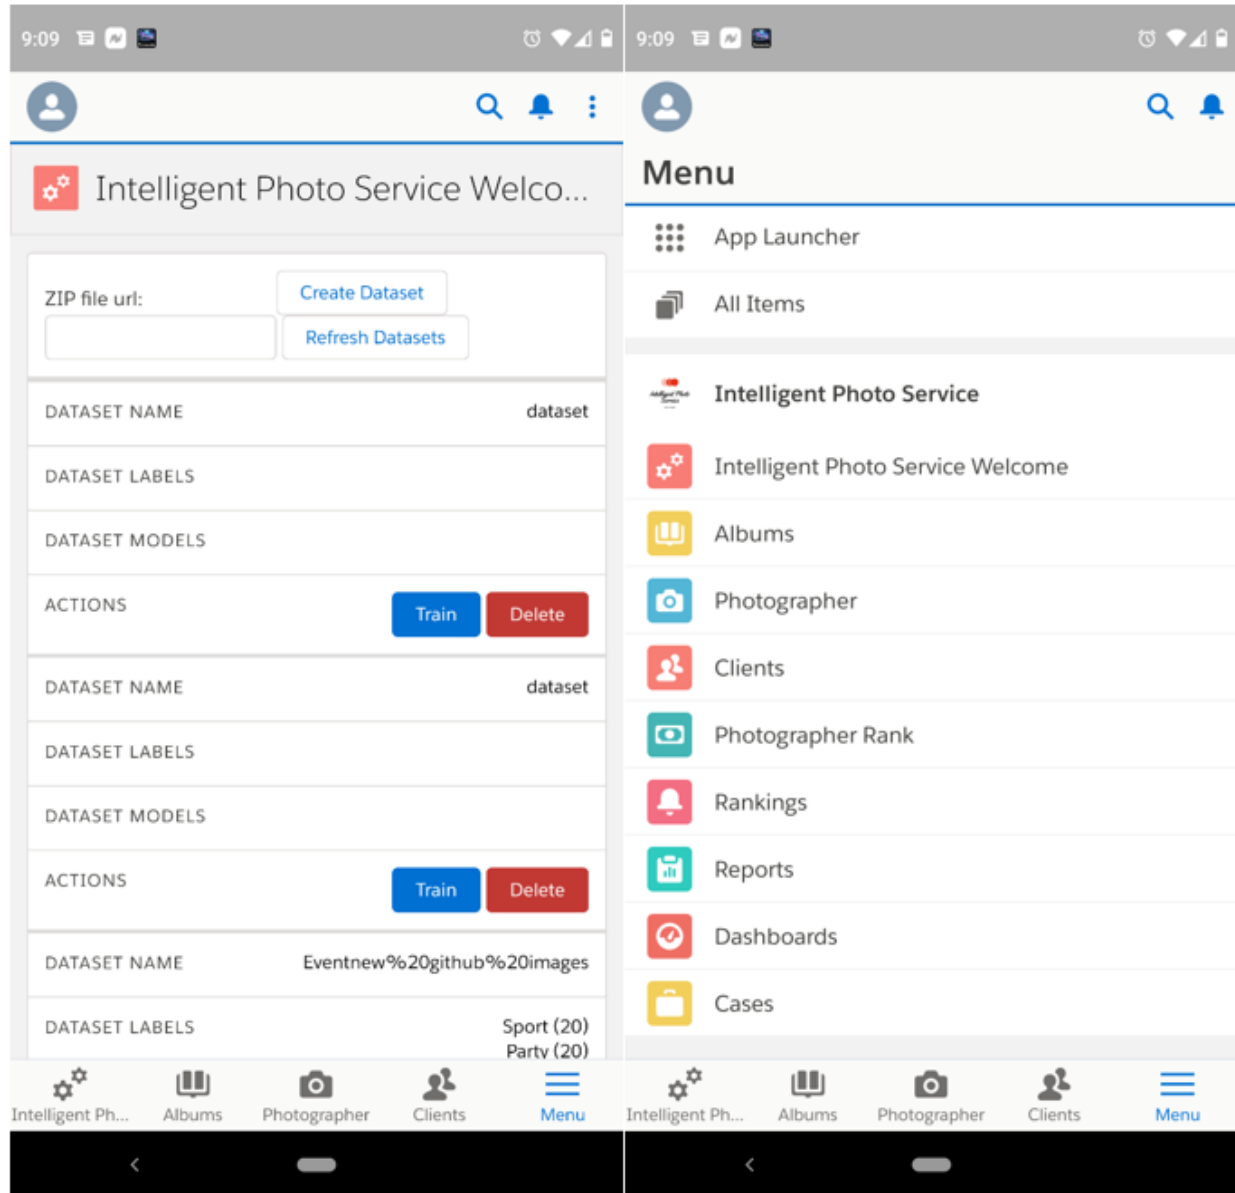 9:09
Intelligent Photo Service Welco...
ZIP file url:
Create Dataset
Refresh Datasets
DATASET NAME dataset
DATASET LABELS
DATASET MODELS
ACTIONS Train Delete
DATASET NAME dataset
DATASET LABELS
DATASET MODELS
ACTIONS Train Delete
DATASET NAME Eventnew%20github%20images
DATASET LABELS Sport (20)
Party (20)
Intelligent Ph... Albums Photographer Clients Menu
9:09
Menu
App Launcher
All Items
Intelligent Photo Service
Intelligent Photo Service Welcome
Albums
Photographer
Clients
Photographer Rank
Rankings
Reports
Dashboards
Cases
Intelligent Ph... Albums Photographer Clients Menu